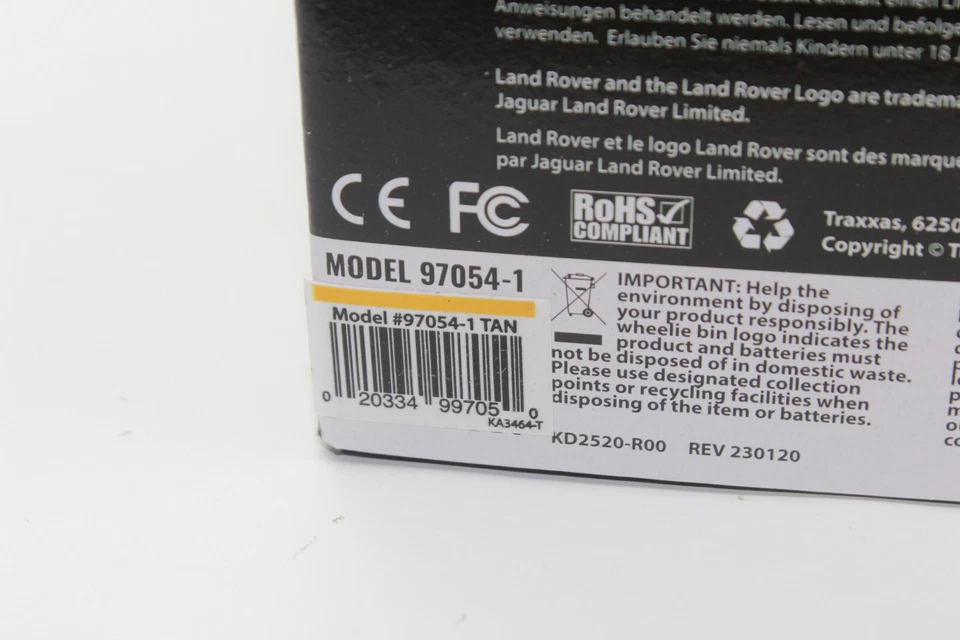 Anweisungen behandelt werden. Lesen und
verwenden. Erlauben Sie niemals Kindern unter 18
Land Rover and the Land Rover Logo are
Jaguar Land Rover Limited.
Land Rover et le logo Land Rover sont des
par Jaguar Land Rover Limited.
CE FC RoHS COMPLIANT
Traxxas, 6250
Copyright ©
MODEL 97054-1
Model #97054-1 TAN
0 20334 99705 0
KA3464-T
IMPORTANT: Help the
environment by disposing of
your product responsibly. The
wheelie bin logo indicates the
product and batteries must
not be disposed of in domestic waste.
Please use designated collection
points or recycling facilities when
disposing of the item or batteries.
KD2520-R00 REV 230120